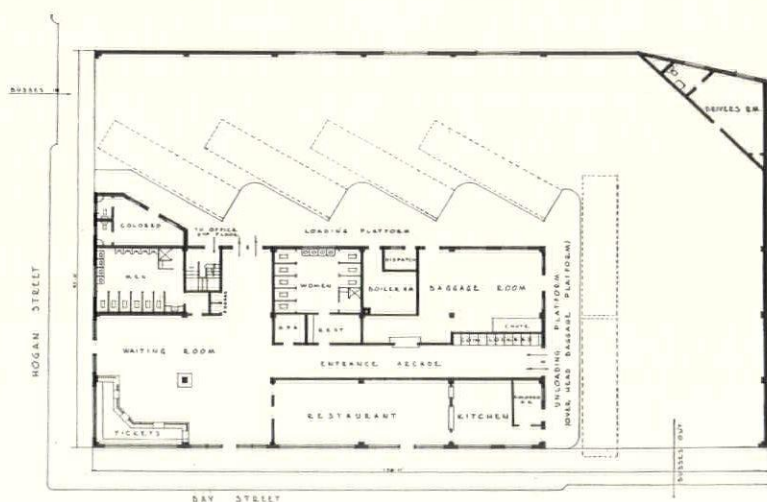 BUSSES IN
DRIVERS RM.
COLORED
TO OFFICE
2ND FLOOR
LOADING PLATFORM
MEN
WOMEN
DISPATCH
BOILER RM.
BAGGAGE ROOM
REST
CHUTE
COIN LOCKERS
WAITING ROOM
ENTRANCE ARCADE
UNLOADING PLATFORM
(OVER HEAD BAGGAGE PLATFORM)
HOGAN STREET
RESTAURANT
KITCHEN
TICKETS
BUSSES OUT
BAY STREET